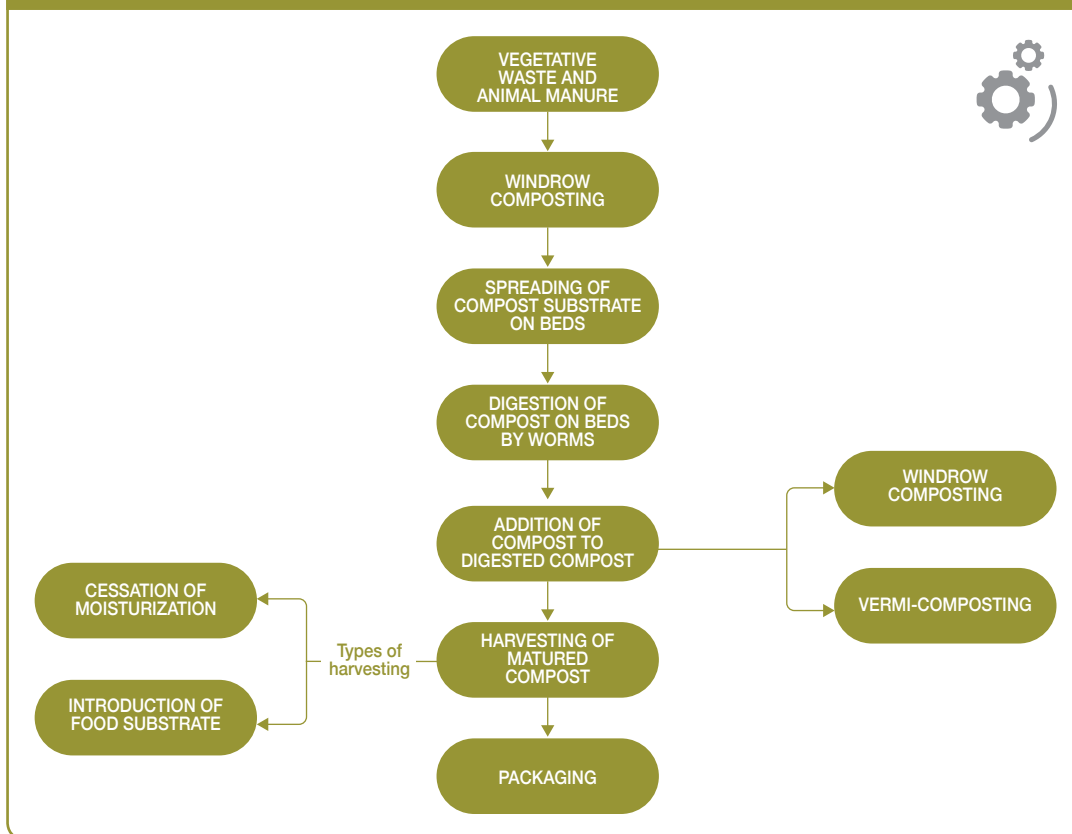 VEGETATIVE
WASTE AND
ANIMAL MANURE
WINDROW
COMPOSTING
SPREADING OF
COMPOST SUBSTRATE
ON BEDS
DIGESTION OF
COMPOST ON BEDS
BY WORMS
ADDITION OF
COMPOST TO
DIGESTED COMPOST
WINDROW
COMPOSTING
VERMI-COMPOSTING
HARVESTING OF
MATURED
COMPOST
Types of
harvesting
CESSATION OF
MOISTURIZATION
INTRODUCTION OF
FOOD SUBSTRATE
PACKAGING